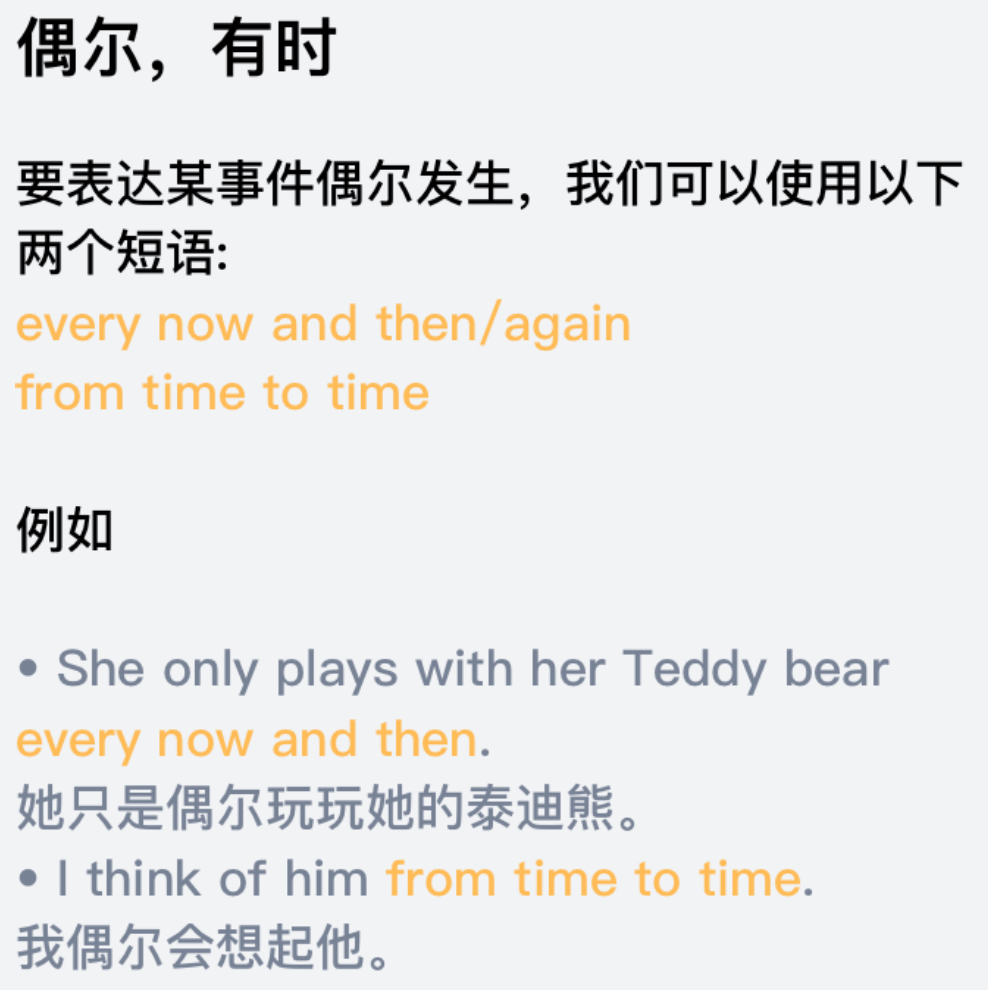 偶尔，有时
要表达某事件偶尔发生，我们可以使用以下
两个短语:
every now and then/again
from time to time
例如
• She only plays with her Teddy bear
every now and then.
她只是偶尔玩玩她的泰迪熊。
• I think of him from time to time.
我偶尔会想起他。